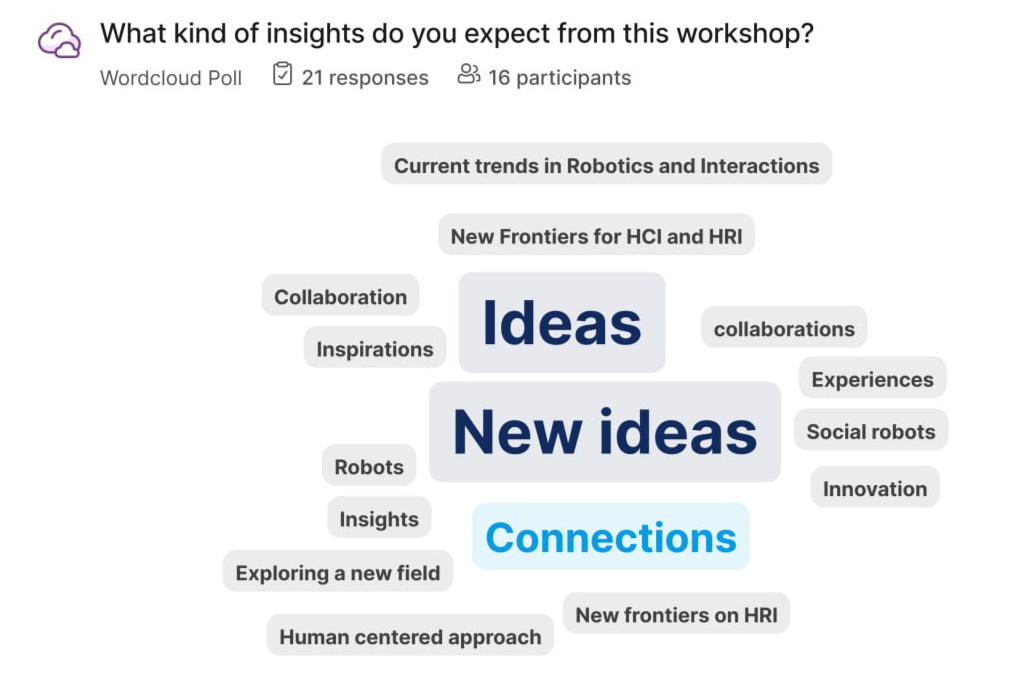 What kind of insights do you expect from this workshop?
Wordcloud Poll 21 responses 16 participants
Current trends in Robotics and Interactions
New Frontiers for HCI and HRI
Collaboration
Ideas
collaborations
Inspirations
Experiences
New ideas
Social robots
Robots
Innovation
Insights
Connections
Exploring a new field
New frontiers on HRI
Human centered approach